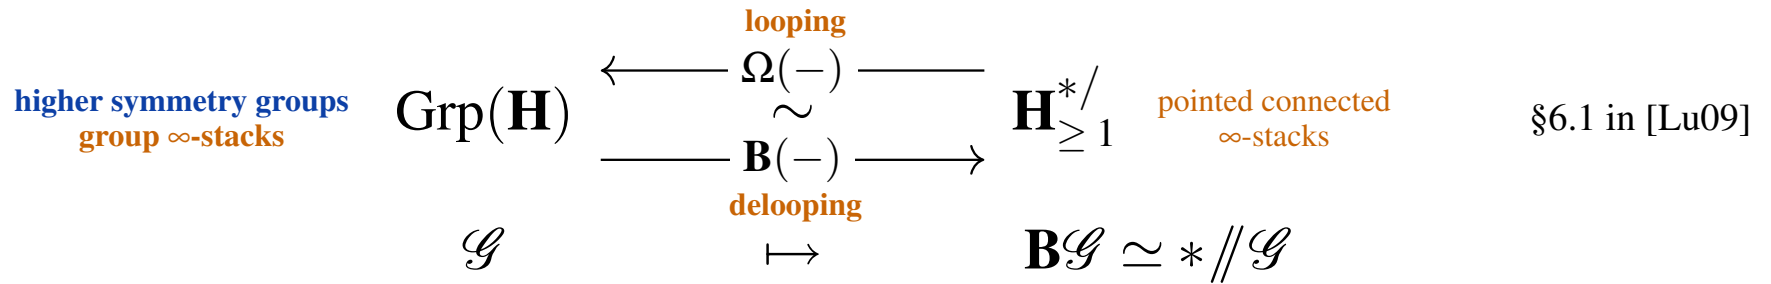 looping
Ω(−)
higher symmetry groups
group ∞-stacks
Grp(𝐇)
∼
𝐇^{*/}_{≥ 1}
pointed connected
∞-stacks
§6.1 in [Lu09]
𝐁(−)
delooping
𝒢 ↦ 𝐁𝒢 ≃ ∗ ⫽ 𝒢